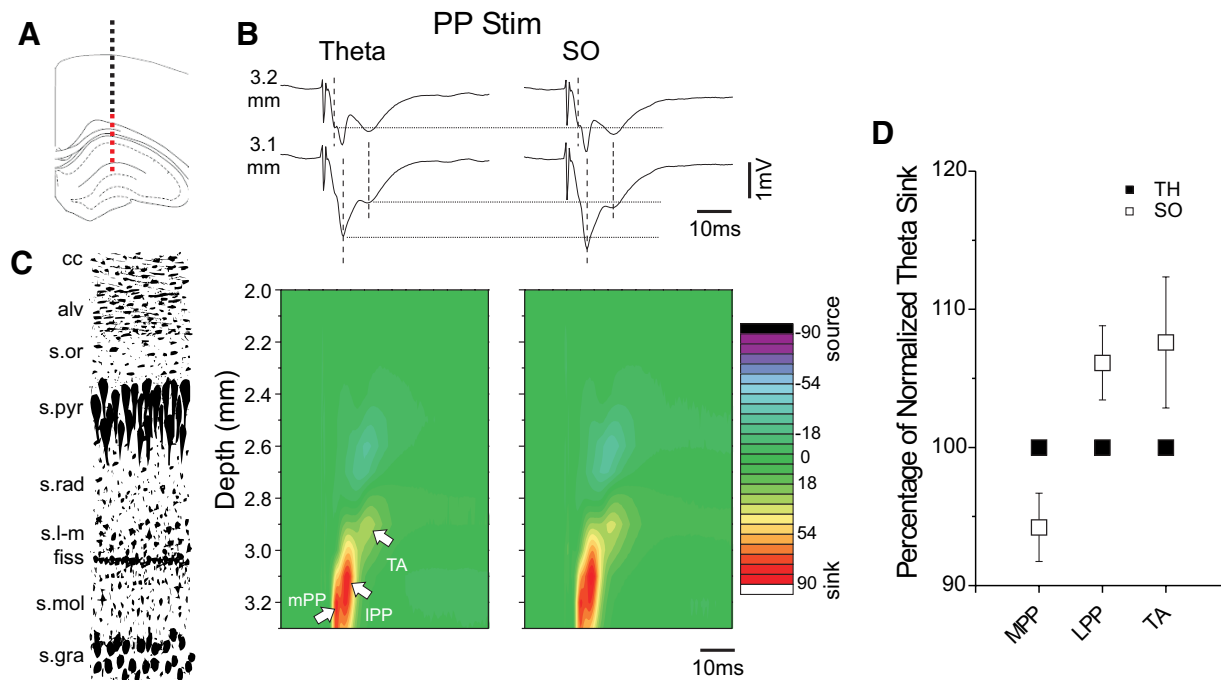 A
B
PP Stim
Theta
SO
3.2
mm
3.1
mm
1mV
10ms
C
cc
alv
s.or
s.pyr
s.rad
s.l-m
fiss
s.mol
s.gra
Depth (mm)
2.0
2.2
2.4
2.6
2.8
3.0
3.2
mPP
lPP
TA
-90
-54
-18
0
18
54
90
source
sink
10ms
D
Percentage of Normalized Theta Sink
120
110
100
90
TH
SO
MPP
LPP
TA